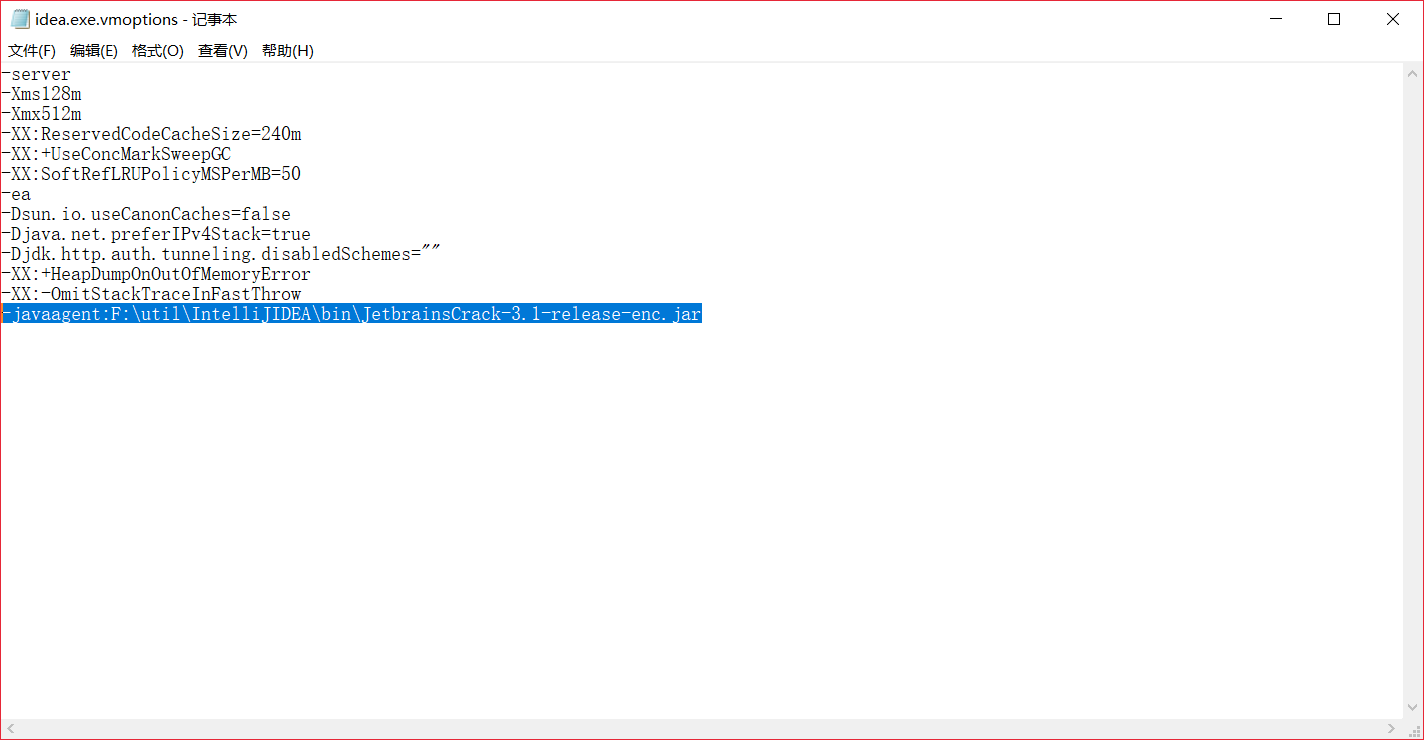 idea.exe.vmoptions - 记事本
文件(F) 编辑(E) 格式(O) 查看(V) 帮助(H)
-server
-Xms128m
-Xmx512m
-XX:ReservedCodeCacheSize=240m
-XX:+UseConcMarkSweepGC
-XX:SoftRefLRUPolicyMSPerMB=50
-ea
-Dsun.io.useCanonCaches=false
-Djava.net.preferIPv4Stack=true
-Djdk.http.auth.tunneling.disabledSchemes=""
-XX:+HeapDumpOnOutOfMemoryError
-XX:-OmitStackTraceInFastThrow
-javaagent:F:\util\IntelliJIDEA\bin\JetbrainsCrack-3.1-release-enc.jar